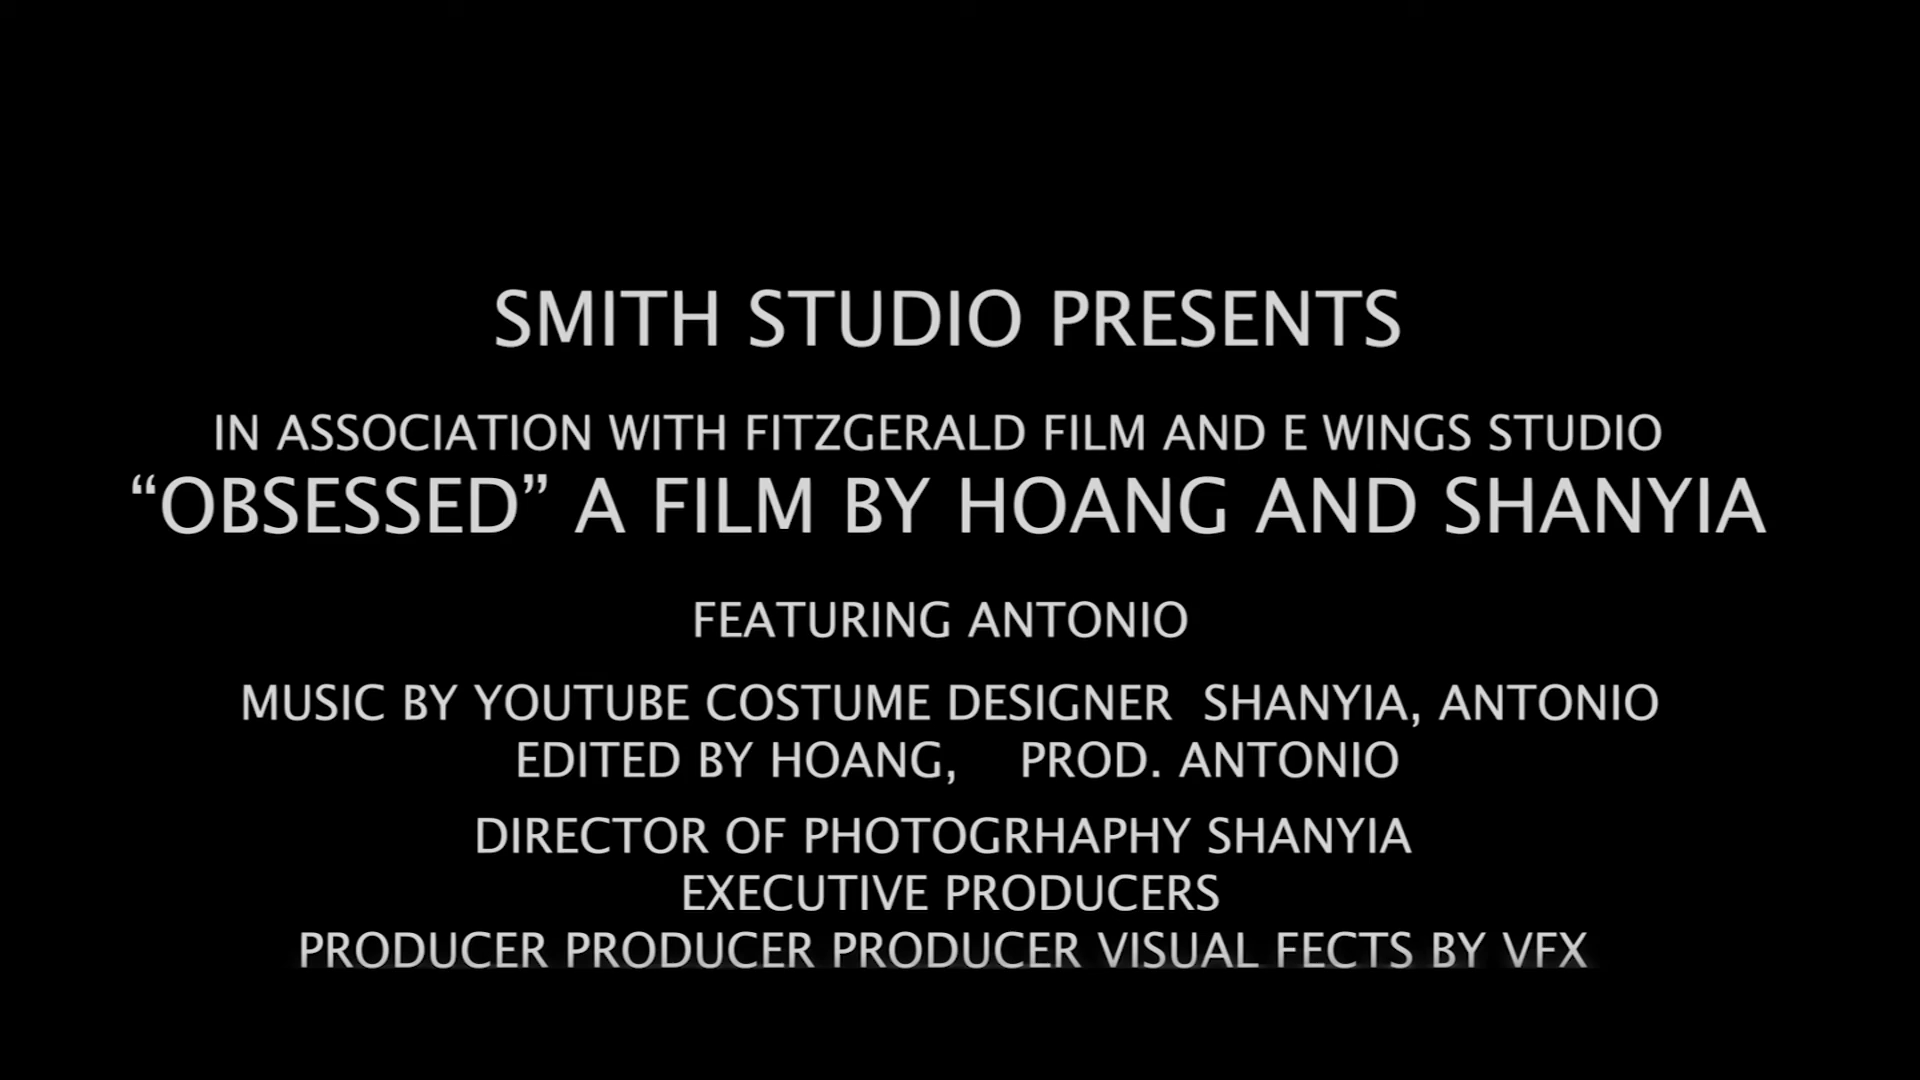 SMITH STUDIO PRESENTS
IN ASSOCIATION WITH FITZGERALD FILM AND E WINGS STUDIO
“OBSESSED” A FILM BY HOANG AND SHANYIA
FEATURING ANTONIO
MUSIC BY YOUTUBE COSTUME DESIGNER SHANYIA, ANTONIO
EDITED BY HOANG, PROD. ANTONIO
DIRECTOR OF PHOTOGRHAPHY SHANYIA
EXECUTIVE PRODUCERS
PRODUCER PRODUCER PRODUCER VISUAL FECTS BY VFX